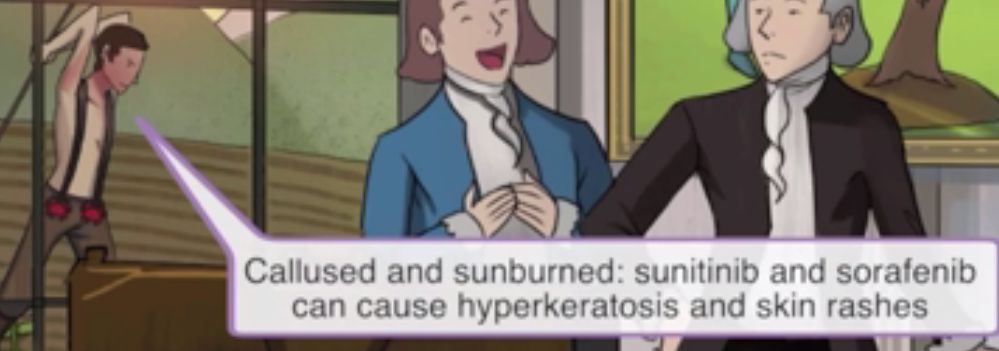 Callused and sunburned: sunitinib and sorafenib
can cause hyperkeratosis and skin rashes